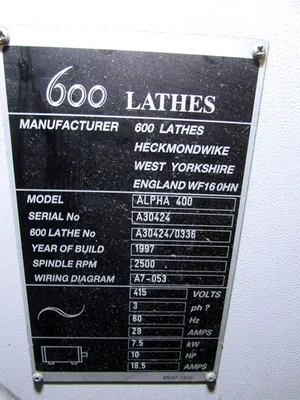 600 LATHES
MANUFACTURER 600 LATHES
HECKMONDWIKE
WEST YORKSHIRE
ENGLAND WF16 0HN
MODEL ALPHA 400
SERIAL No A30424
600 LATHE No A30424/0336
YEAR OF BUILD 1997
SPINDLE RPM 2500
WIRING DIAGRAM A7-053
415 VOLTS
3 ph ?
60 Hz
29 AMPS
7.5 kW
10 HP
16.5 AMPS